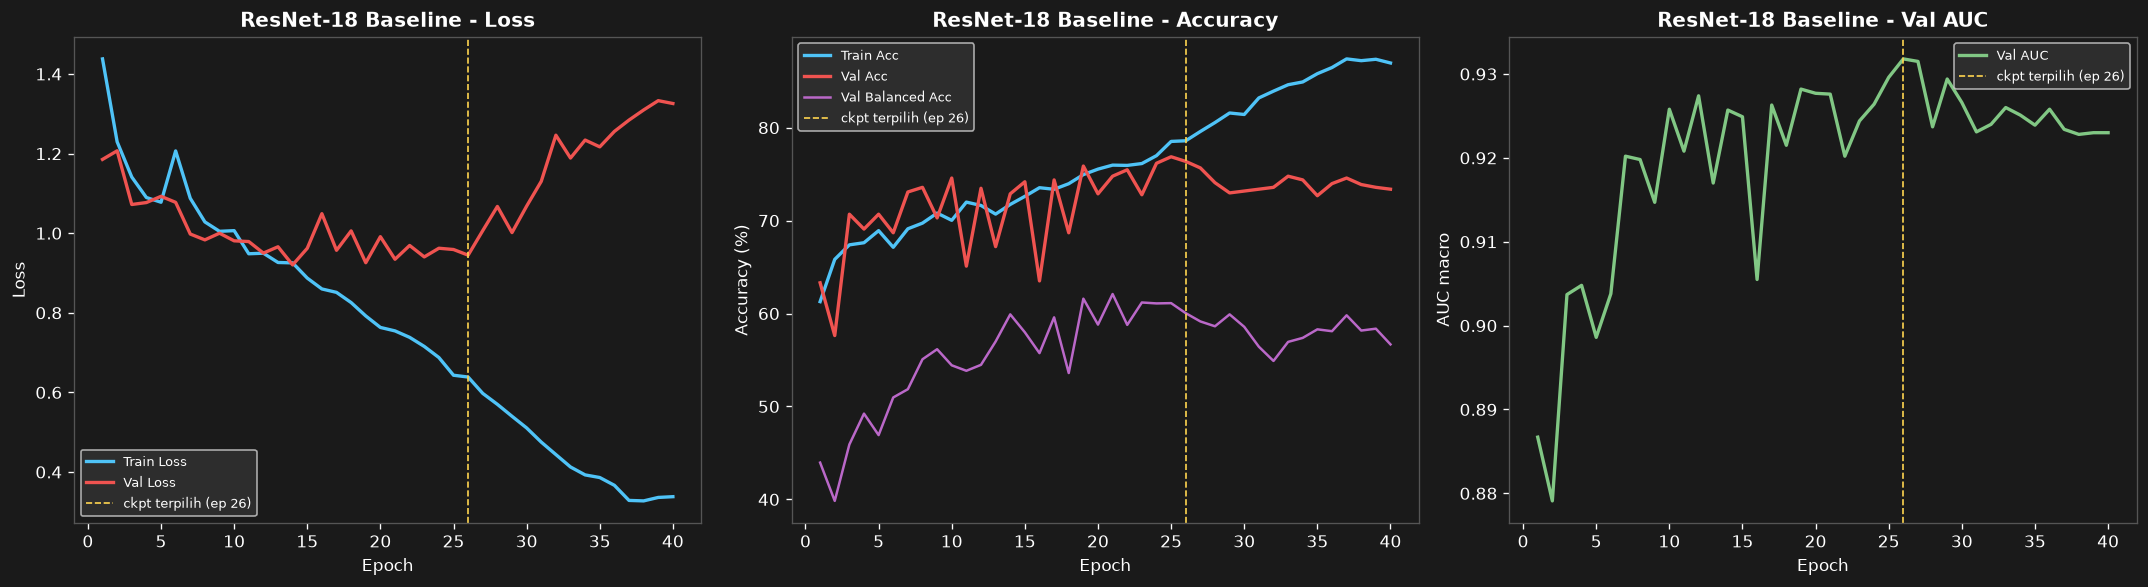 ResNet-18 Baseline - Loss
Loss
1.4
1.2
1.0
0.8
0.6
0.4
Train Loss
Val Loss
ckpt terpilih (ep 26)
0 5 10 15 20 25 30 35 40
Epoch
ResNet-18 Baseline - Accuracy
Accuracy (%)
80
70
60
50
40
Train Acc
Val Acc
Val Balanced Acc
ckpt terpilih (ep 26)
0 5 10 15 20 25 30 35 40
Epoch
ResNet-18 Baseline - Val AUC
AUC macro
0.93
0.92
0.91
0.90
0.89
0.88
Val AUC
ckpt terpilih (ep 26)
0 5 10 15 20 25 30 35 40
Epoch